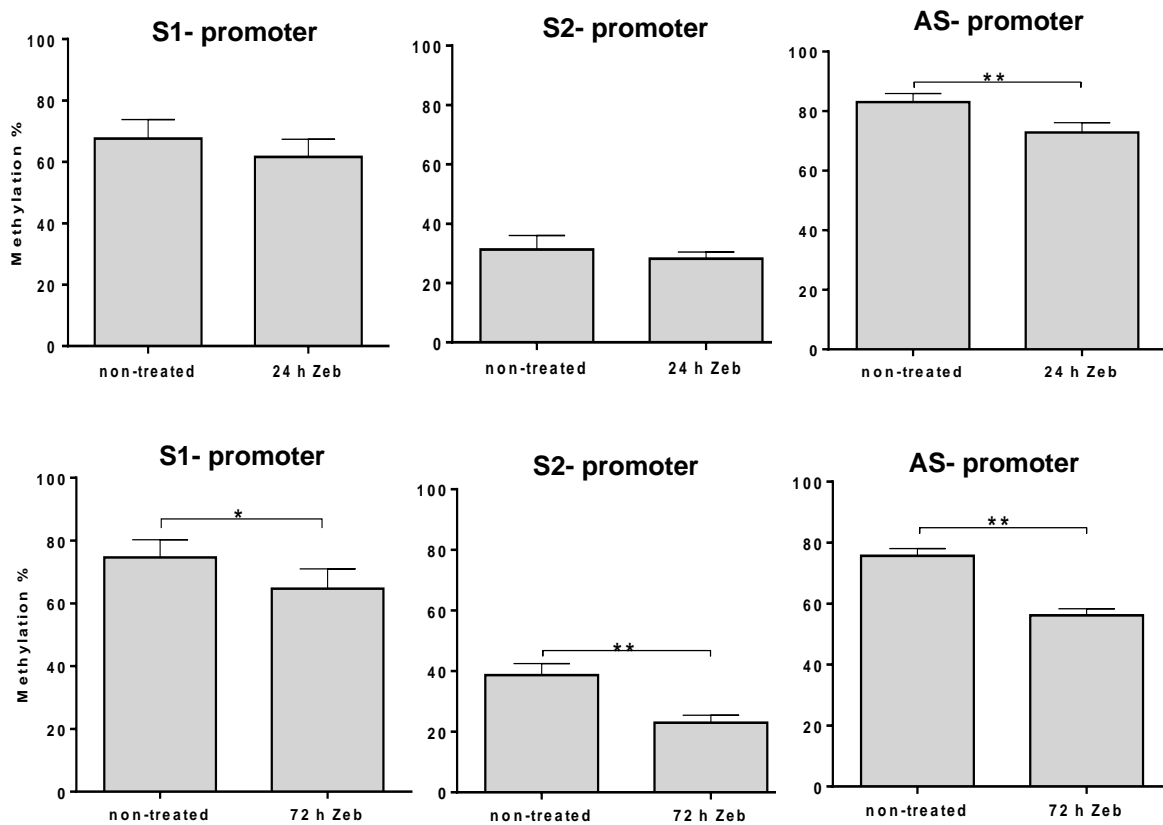 S1- promoter
Methylation %
100
80
60
40
20
0
non-treated 24 h Zeb
S2- promoter
100
80
60
40
20
0
non-treated 24 h Zeb
AS- promoter
100
80
60
40
20
0
**
non-treated 24 h Zeb
S1- promoter
Methylation %
100
80
60
40
20
0
*
non-treated 72 h Zeb
S2- promoter
100
80
60
40
20
0
**
non-treated 72 h Zeb
AS- promoter
100
80
60
40
20
0
**
non-treated 72 h Zeb